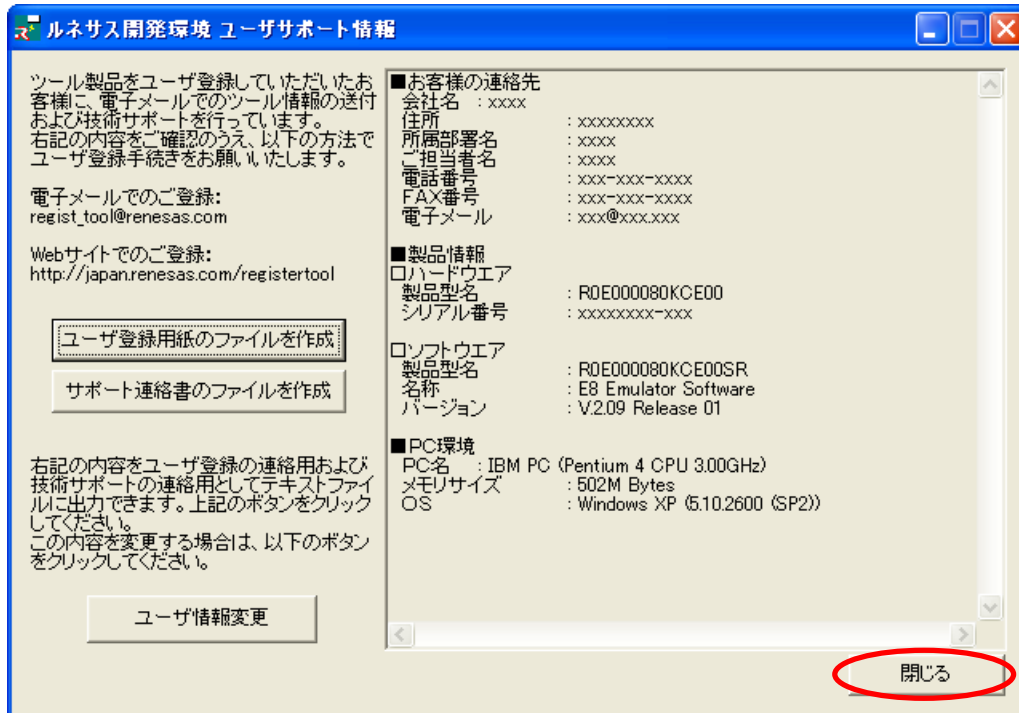 ルネサス開発環境 ユーザサポート情報
ツール製品をユーザ登録していただいたお
客様に、電子メールでのツール情報の送付
および技術サポートを行っています。
右記の内容をご確認のうえ、以下の方法で
ユーザ登録手続きをお願いいたします。
電子メールでのご登録:
regist_tool@renesas.com
Webサイトでのご登録:
http://japan.renesas.com/registertool
ユーザ登録用紙のファイルを作成
サポート連絡書のファイルを作成
右記の内容をユーザ登録の連絡用および
技術サポートの連絡用としてテキストファイ
ルに出力できます。上記のボタンをクリック
してください。
この内容を変更する場合は、以下のボタン
をクリックしてください。
ユーザ情報変更
■お客様の連絡先
会社名 : xxxx
住所 : xxxxxxxx
所属部署名 : xxxx
ご担当者名 : xxxx
電話番号 : xxx-xxx-xxxx
FAX番号 : xxx-xxx-xxxx
電子メール : xxx@xxx.xxx
■製品情報
□ハードウエア
製品型名 : R0E000080KCE00
シリアル番号 : xxxxxxxx-xxx
□ソフトウエア
製品型名 : R0E000080KCE00SR
名称 : E8 Emulator Software
バージョン : V.2.09 Release 01
■PC環境
PC名 : IBM PC (Pentium 4 CPU 3.00GHz)
メモリサイズ : 502M Bytes
OS : Windows XP (5.10.2600 (SP2))
閉じる